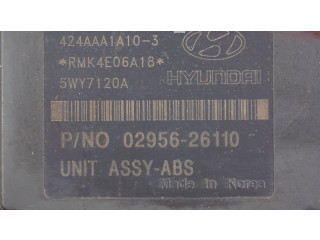 424AAA1A10-3
*RMK4E06A18*
5WY7120A
HYUNDAI
P/NO 02956-26110
UNIT ASSY-ABS
Made in Korea